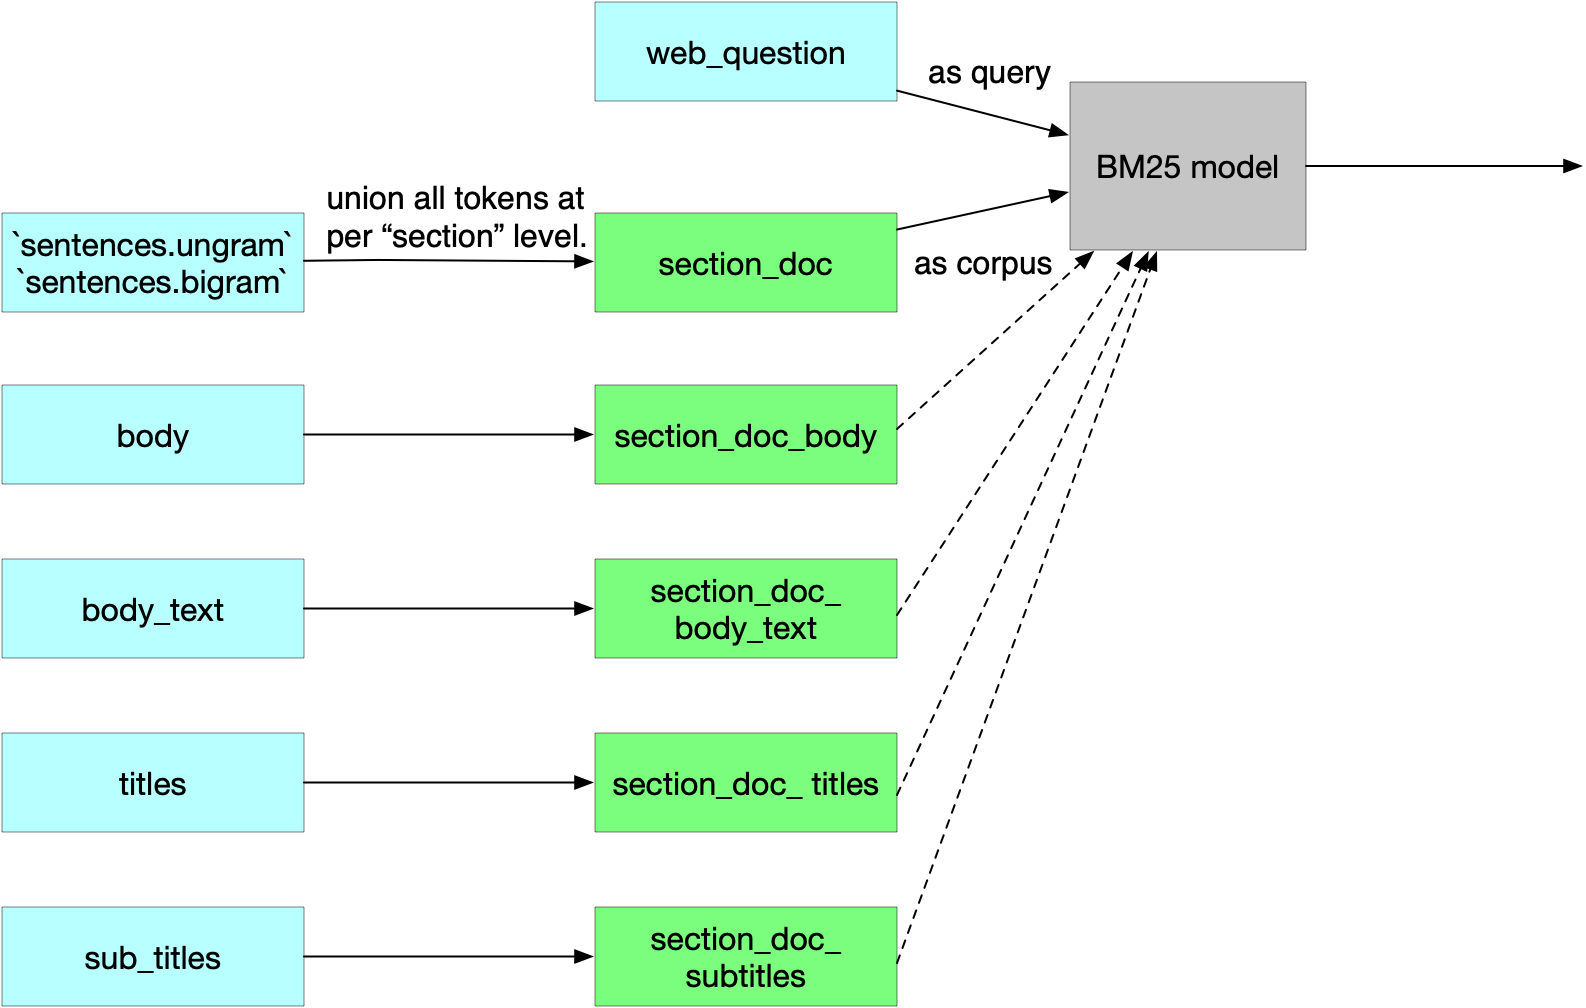 web_question
as query
BM25 model
union all tokens at
per “section” level.
`sentences.ungram`
`sentences.bigram`
section_doc
as corpus
body
section_doc_body
body_text
section_doc_
body_text
titles
section_doc_ titles
sub_titles
section_doc_
subtitles